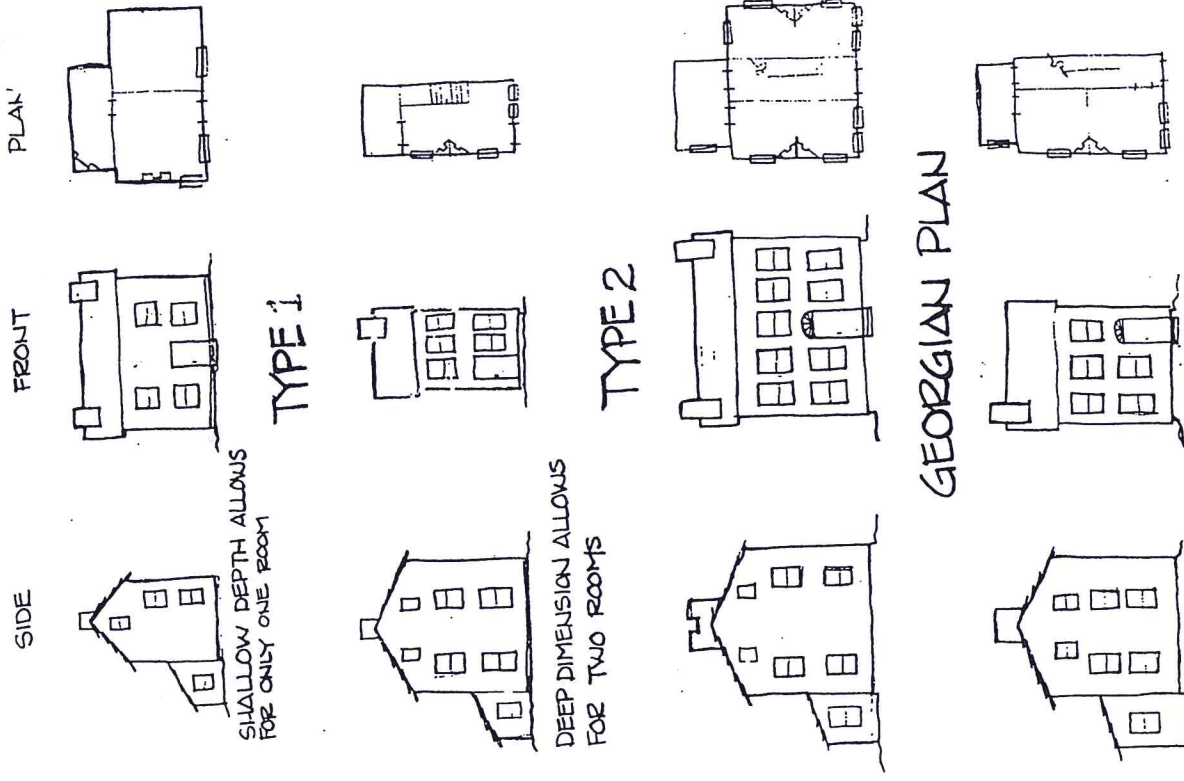 SIDE
FRONT
PLAN
SHALLOW DEPTH ALLOWS
FOR ONLY ONE ROOM
TYPE 1
DEEP DIMENSION ALLOWS
FOR TWO ROOMS
TYPE 2
GEORGIAN PLAN